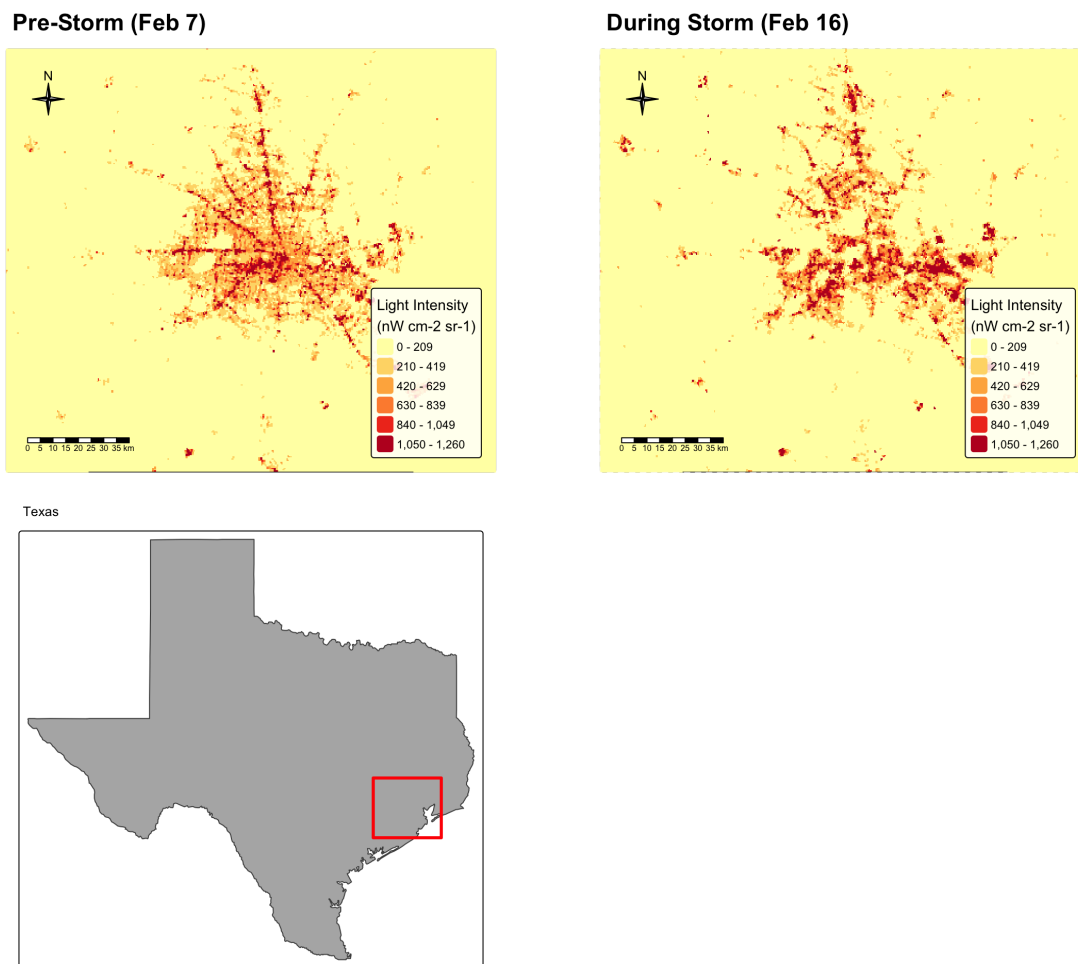 Pre-Storm (Feb 7)
N
Light Intensity
(nW cm-2 sr-1)
0 - 209
210 - 419
420 - 629
630 - 839
840 - 1,049
1,050 - 1,260
0 5 10 15 20 25 30 35 km
During Storm (Feb 16)
N
Light Intensity
(nW cm-2 sr-1)
0 - 209
210 - 419
420 - 629
630 - 839
840 - 1,049
1,050 - 1,260
0 5 10 15 20 25 30 35 km
Texas